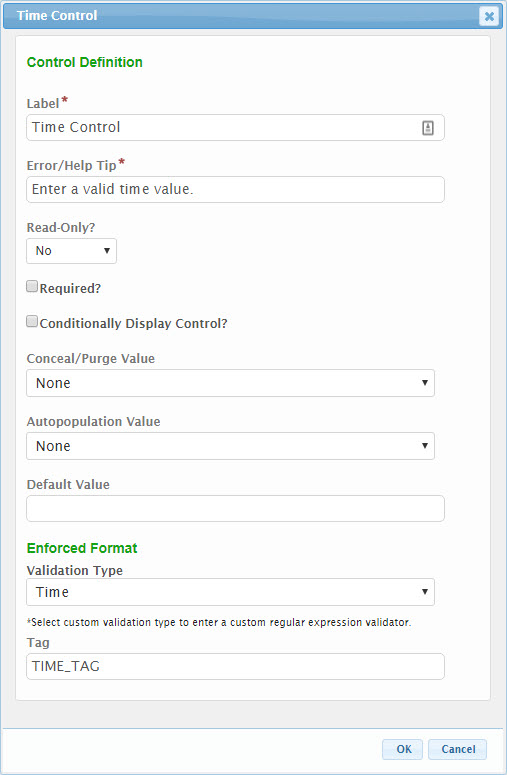 Time Control
Control Definition
Label*
Time Control
Error/Help Tip*
Enter a valid time value.
Read-Only?
No
Required?
Conditionally Display Control?
Conceal/Purge Value
None
Autopopulation Value
None
Default Value
Enforced Format
Validation Type
Time
*Select custom validation type to enter a custom regular expression validator.
Tag
TIME_TAG
OK Cancel